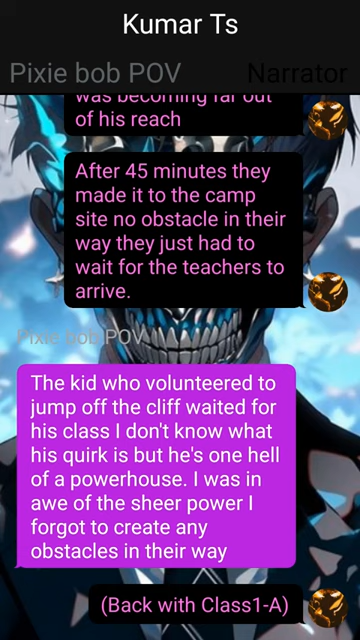 Kumar Ts
Pixie bob POV
Narrator
was becoming far out
of his reach
After 45 minutes they
made it to the camp
site no obstacle in their
way they just had to
wait for the teachers to
arrive.
Pixie bob POV
The kid who volunteered to
jump off the cliff waited for
his class I don't know what
his quirk is but he's one hell
of a powerhouse. I was in
awe of the sheer power I
forgot to create any
obstacles in their way
(Back with Class1-A)